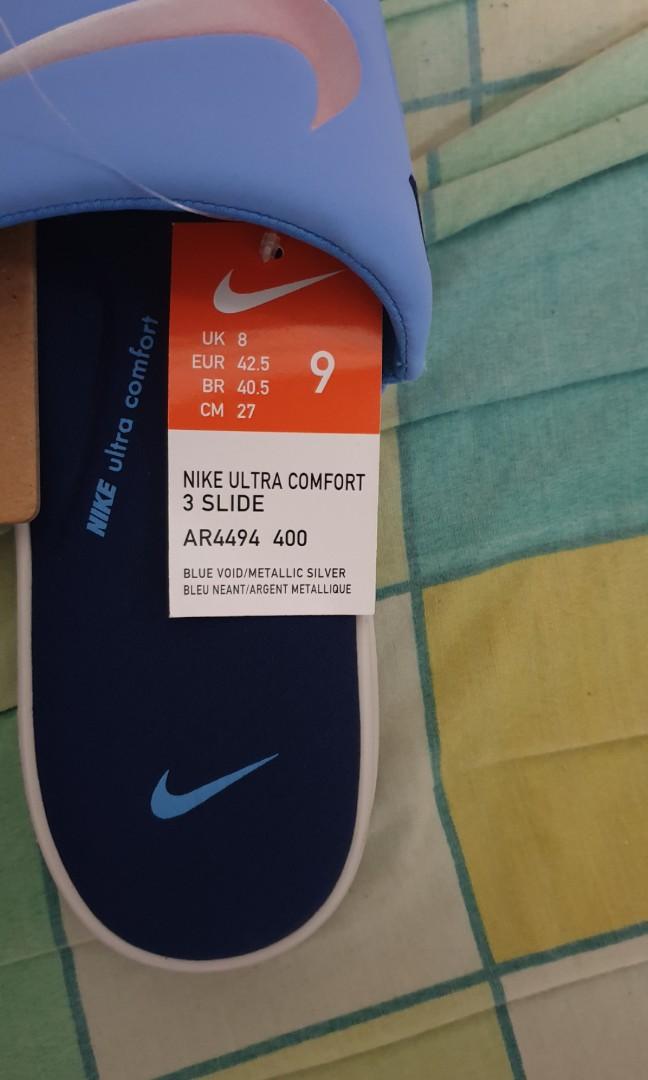 UK 8
EUR 42.5
BR 40.5
CM 27
9
NIKE ultra comfort
NIKE ULTRA COMFORT
3 SLIDE
AR4494 400
BLUE VOID/METALLIC SILVER
BLEU NEANT/ARGENT METALLIQUE